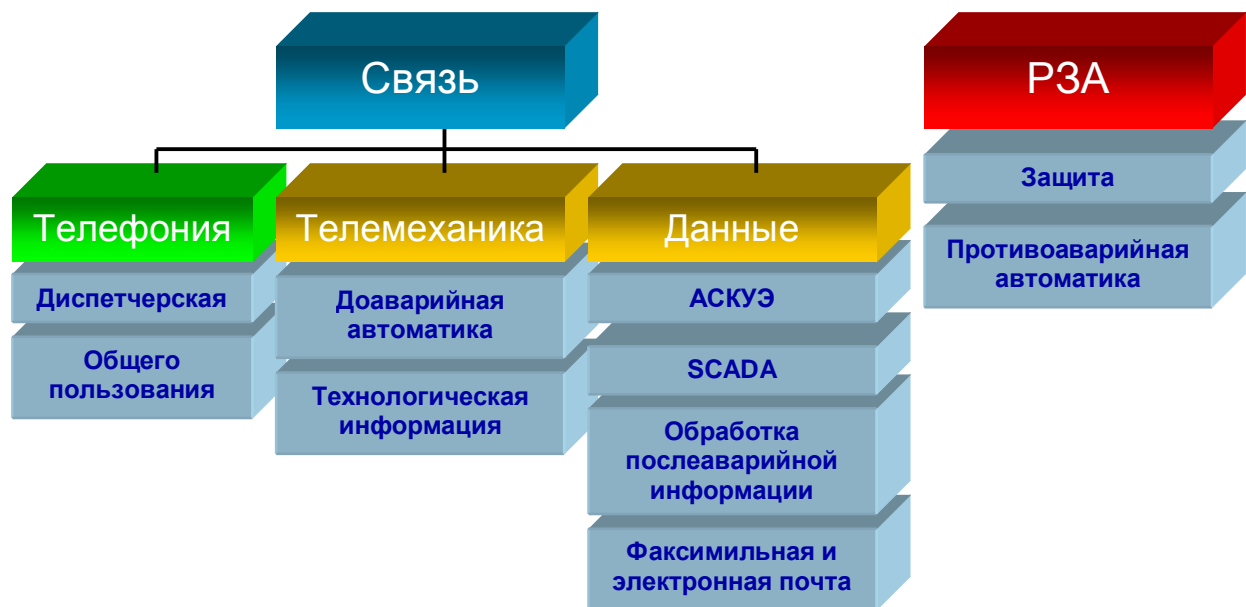 Связь
РЗА
Защита
Противоаварийная
автоматика
Телефония
Диспетчерская
Общего
пользования
Телемеханика
Доаварийная
автоматика
Технологическая
информация
Данные
АСКУЭ
SCADA
Обработка
послеаварийной
информации
Факсимильная и
электронная почта